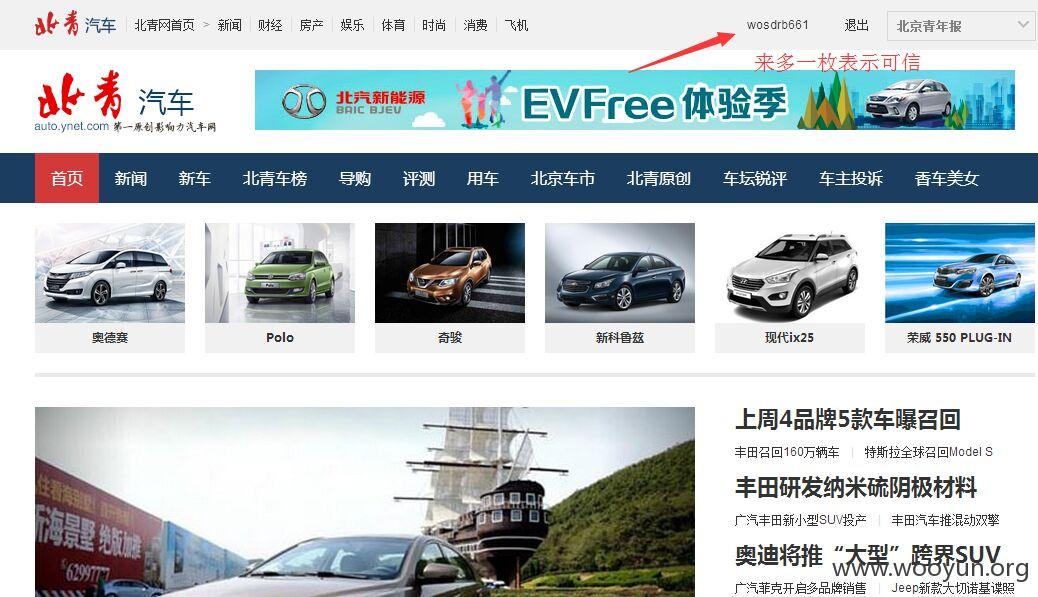 北青 汽车 北青网首页 > 新闻 财经 房产 娱乐 体育 时尚 消费 飞机 wosdrb661 退出 北京青年报
来多一枚表示可信
北青 汽车
auto.ynet.com 第一原创影响力汽车网
北汽新能源
BAIC BJEV
EVFree体验季
首页 新闻 新车 北青车榜 导购 评测 用车 北京车市 北青原创 车坛锐评 车主投诉 香车美女
奥德赛 Polo 奇骏 新科鲁兹 现代ix25 荣威 550 PLUG-IN
上周4品牌5款车曝召回
丰田召回160万辆车 特斯拉全球召回Model S
丰田研发纳米硫阴极材料
广汽丰田新小型SUV投产 丰田汽车推混动双擎
奥迪将推“大型”跨界SUV
广汽菲克开启多品牌销售 Jeep新款大切诺基谍照
www.wooyun.org
住着海别墅
海景墅 绝版加推
62997777